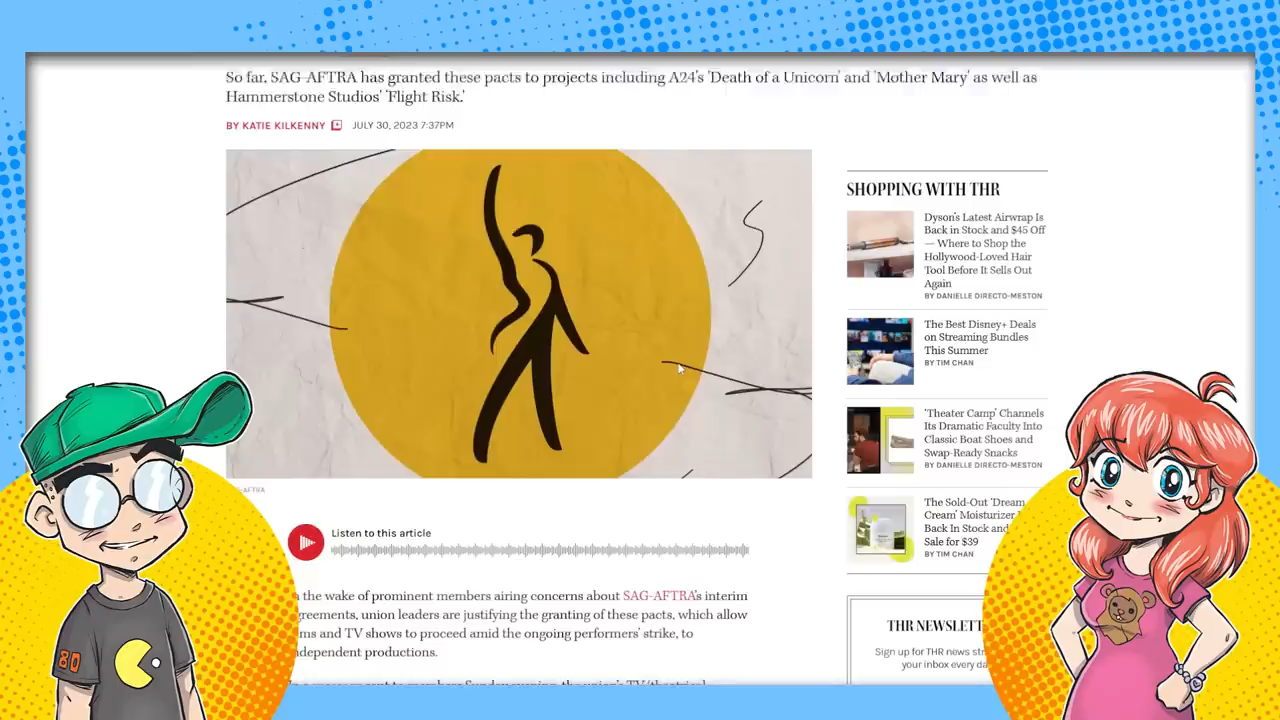 So far, SAG-AFTRA has granted these pacts to projects including A24's 'Death of a Unicorn' and 'Mother Mary' as well as
Hammerstone Studios' 'Flight Risk.'
BY KATIE KILKENNY JULY 30, 2023 7:37PM
SHOPPING WITH THR
Dyson's Latest Airwrap Is
Back in Stock and $45 Off
— Where to Shop the
Hollywood-Loved Hair
Tool Before It Sells Out
Again
BY DANIELLE DIRECTO-MESTON
The Best Disney+ Deals
on Streaming Bundles
This Summer
BY TIM CHAN
'Theater Camp' Channels
Its Dramatic Faculty Into
Classic Boat Shoes and
Swap-Ready Snacks
BY DANIELLE DIRECTO-MESTON
The Sold-Out 'Dream
Cream' Moisturizer
Back In Stock and
Sale for $39
BY TIM CHAN
-AFTRA
Listen to this article
the wake of prominent members airing concerns about SAG-AFTRA's interim
greements, union leaders are justifying the granting of these pacts, which allow
ms and TV shows to proceed amid the ongoing performers' strike, to
ndependent productions.
THR NEWSLETT
Sign up for THR news str
your inbox every da
80